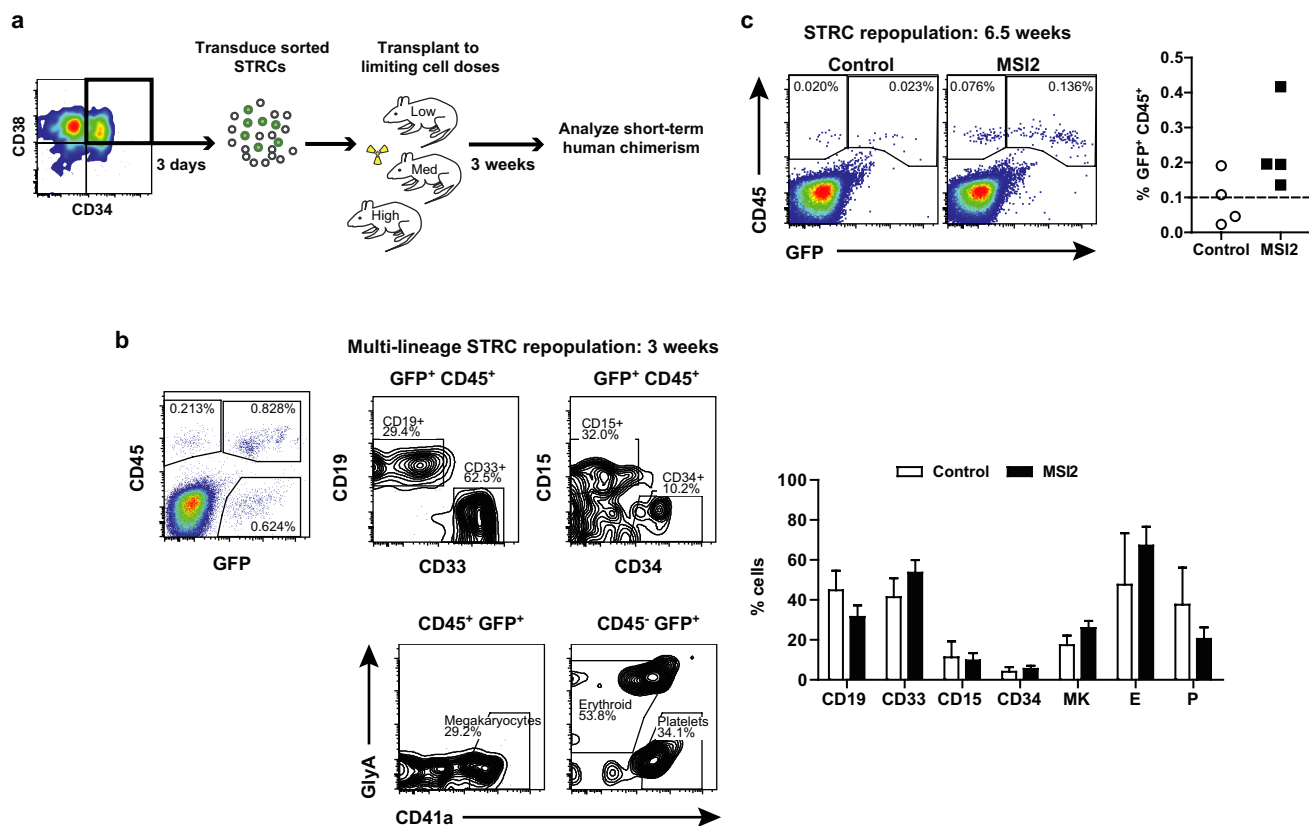 a
Transduce sorted
STRCs
Transplant to
limiting cell doses
CD38
CD34
3 days
Low
Med
High
3 weeks
Analyze short-term
human chimerism
c
STRC repopulation: 6.5 weeks
Control
MSI2
0.020%
0.023%
0.076%
0.136%
CD45
GFP
% GFP⁺ CD45⁺
0.5
0.4
0.3
0.2
0.1
0.0
Control
MSI2
b
Multi-lineage STRC repopulation: 3 weeks
0.213%
0.828%
0.624%
CD45
GFP
GFP⁺ CD45⁺
CD19+
29.4%
CD33+
62.5%
CD19
CD33
GFP⁺ CD45⁺
CD15+
32.0%
CD34+
10.2%
CD15
CD34
CD45⁺ GFP⁺
Megakaryocytes
29.2%
CD45⁻ GFP⁺
Erythroid
53.8%
Platelets
34.1%
GlyA
CD41a
Control
MSI2
% cells
100
80
60
40
20
0
CD19
CD33
CD15
CD34
MK
E
P